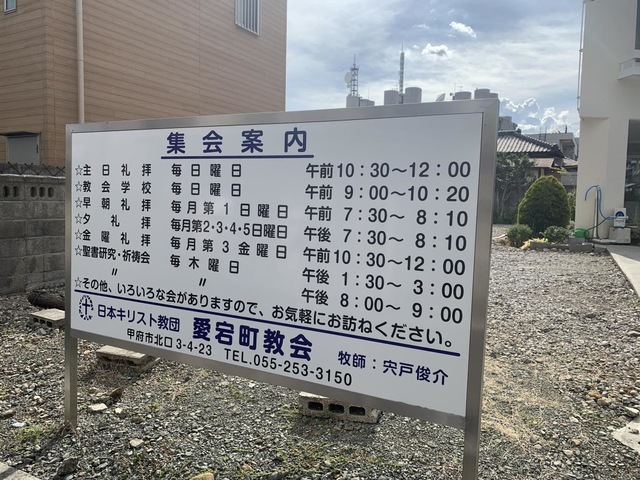 集会案内
☆主日礼拝 毎日曜日 午前10:30〜12:00
☆教会学校 毎日曜日 午前 9:00〜10:20
☆早朝礼拝 毎月第1日曜日 午前 7:30〜 8:10
☆夕礼拝 毎月第2・3・4・5日曜日 午後 7:30〜 8:10
☆金曜礼拝 毎月第3金曜日 午前10:30〜12:00
☆聖書研究・祈祷会 毎木曜日 午後 1:30〜 3:00
〃 〃 午後 8:00〜 9:00
☆その他、いろいろな会がありますので、お気軽にお訪ねください。
日本キリスト教団 愛宕町教会 牧師:宍戸俊介
甲府市北口3-4-23 TEL.055-253-3150